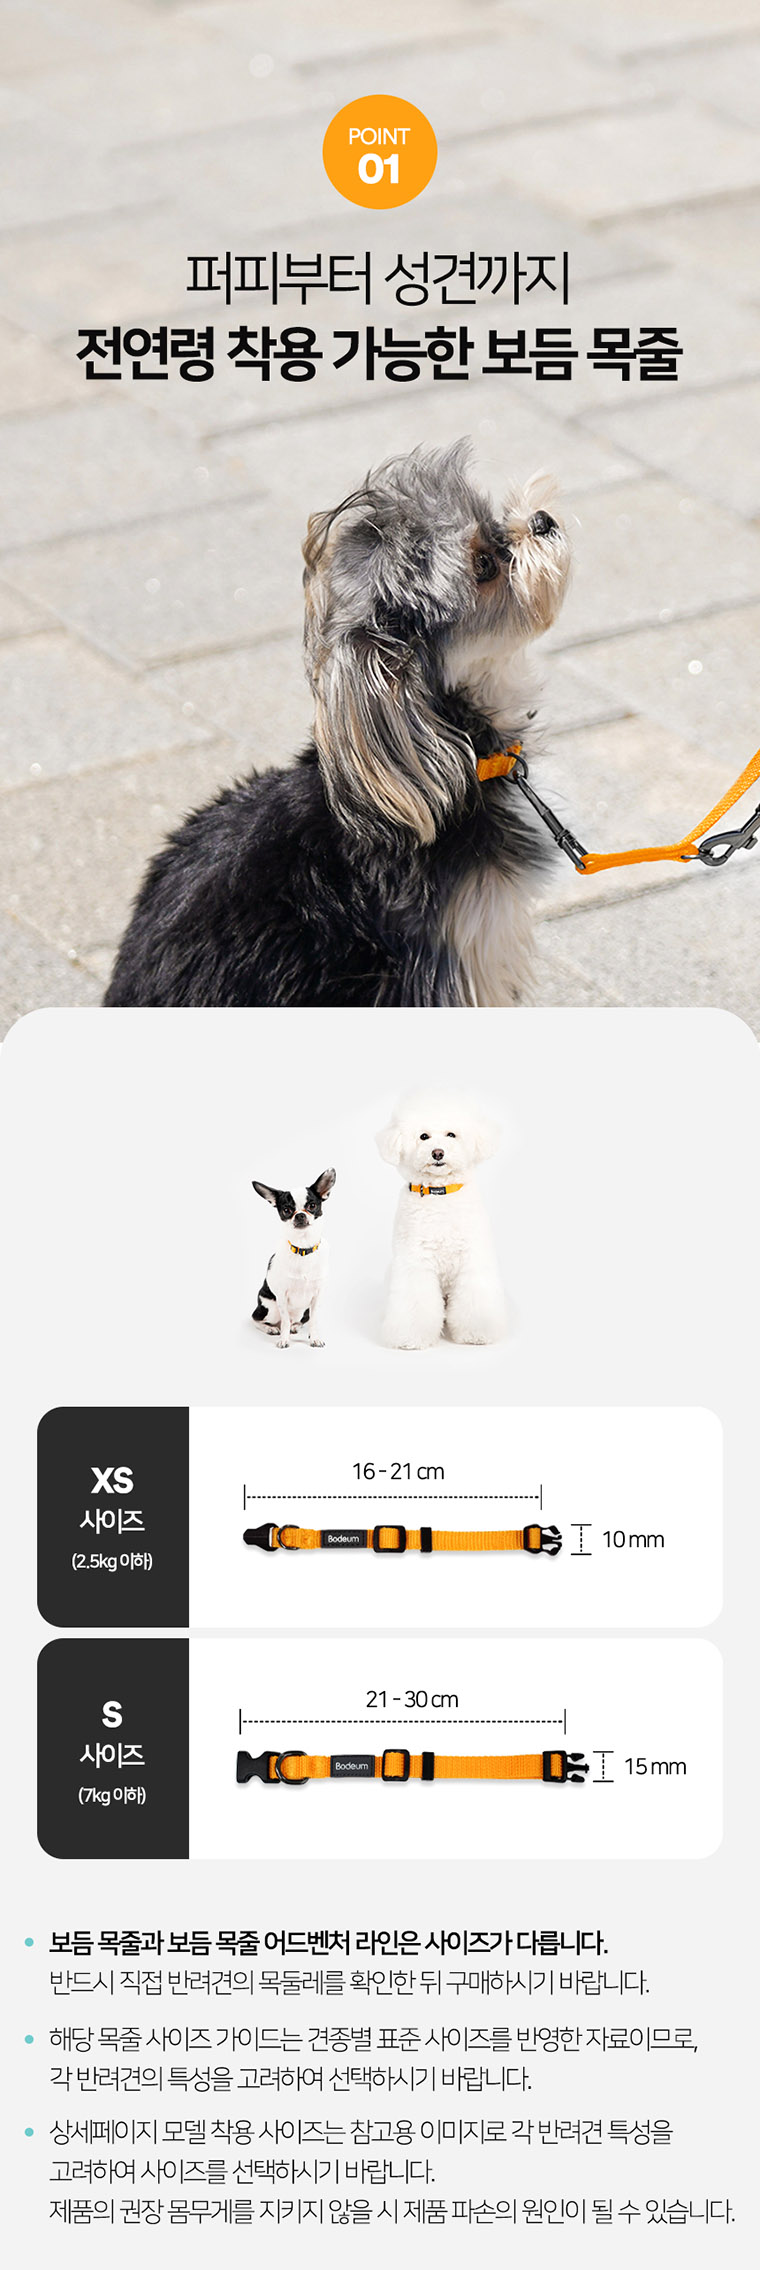 POINT
01
퍼피부터 성견까지
전연령 착용 가능한 보듬 목줄
XS
사이즈
(2.5kg 이하)
16-21 cm
Bodeum
10 mm
S
사이즈
(7kg 이하)
21-30 cm
Bodeum
15 mm
• 보듬 목줄과 보듬 목줄 어드벤처 라인은 사이즈가 다릅니다.
반드시 직접 반려견의 목둘레를 확인한 뒤 구매하시기 바랍니다.
• 해당 목줄 사이즈 가이드는 견종별 표준 사이즈를 반영한 자료이므로,
각 반려견의 특성을 고려하여 선택하시기 바랍니다.
• 상세페이지 모델 착용 사이즈는 참고용 이미지로 각 반려견 특성을
고려하여 사이즈를 선택하시기 바랍니다.
제품의 권장 몸무게를 지키지 않을 시 제품 파손의 원인이 될 수 있습니다.